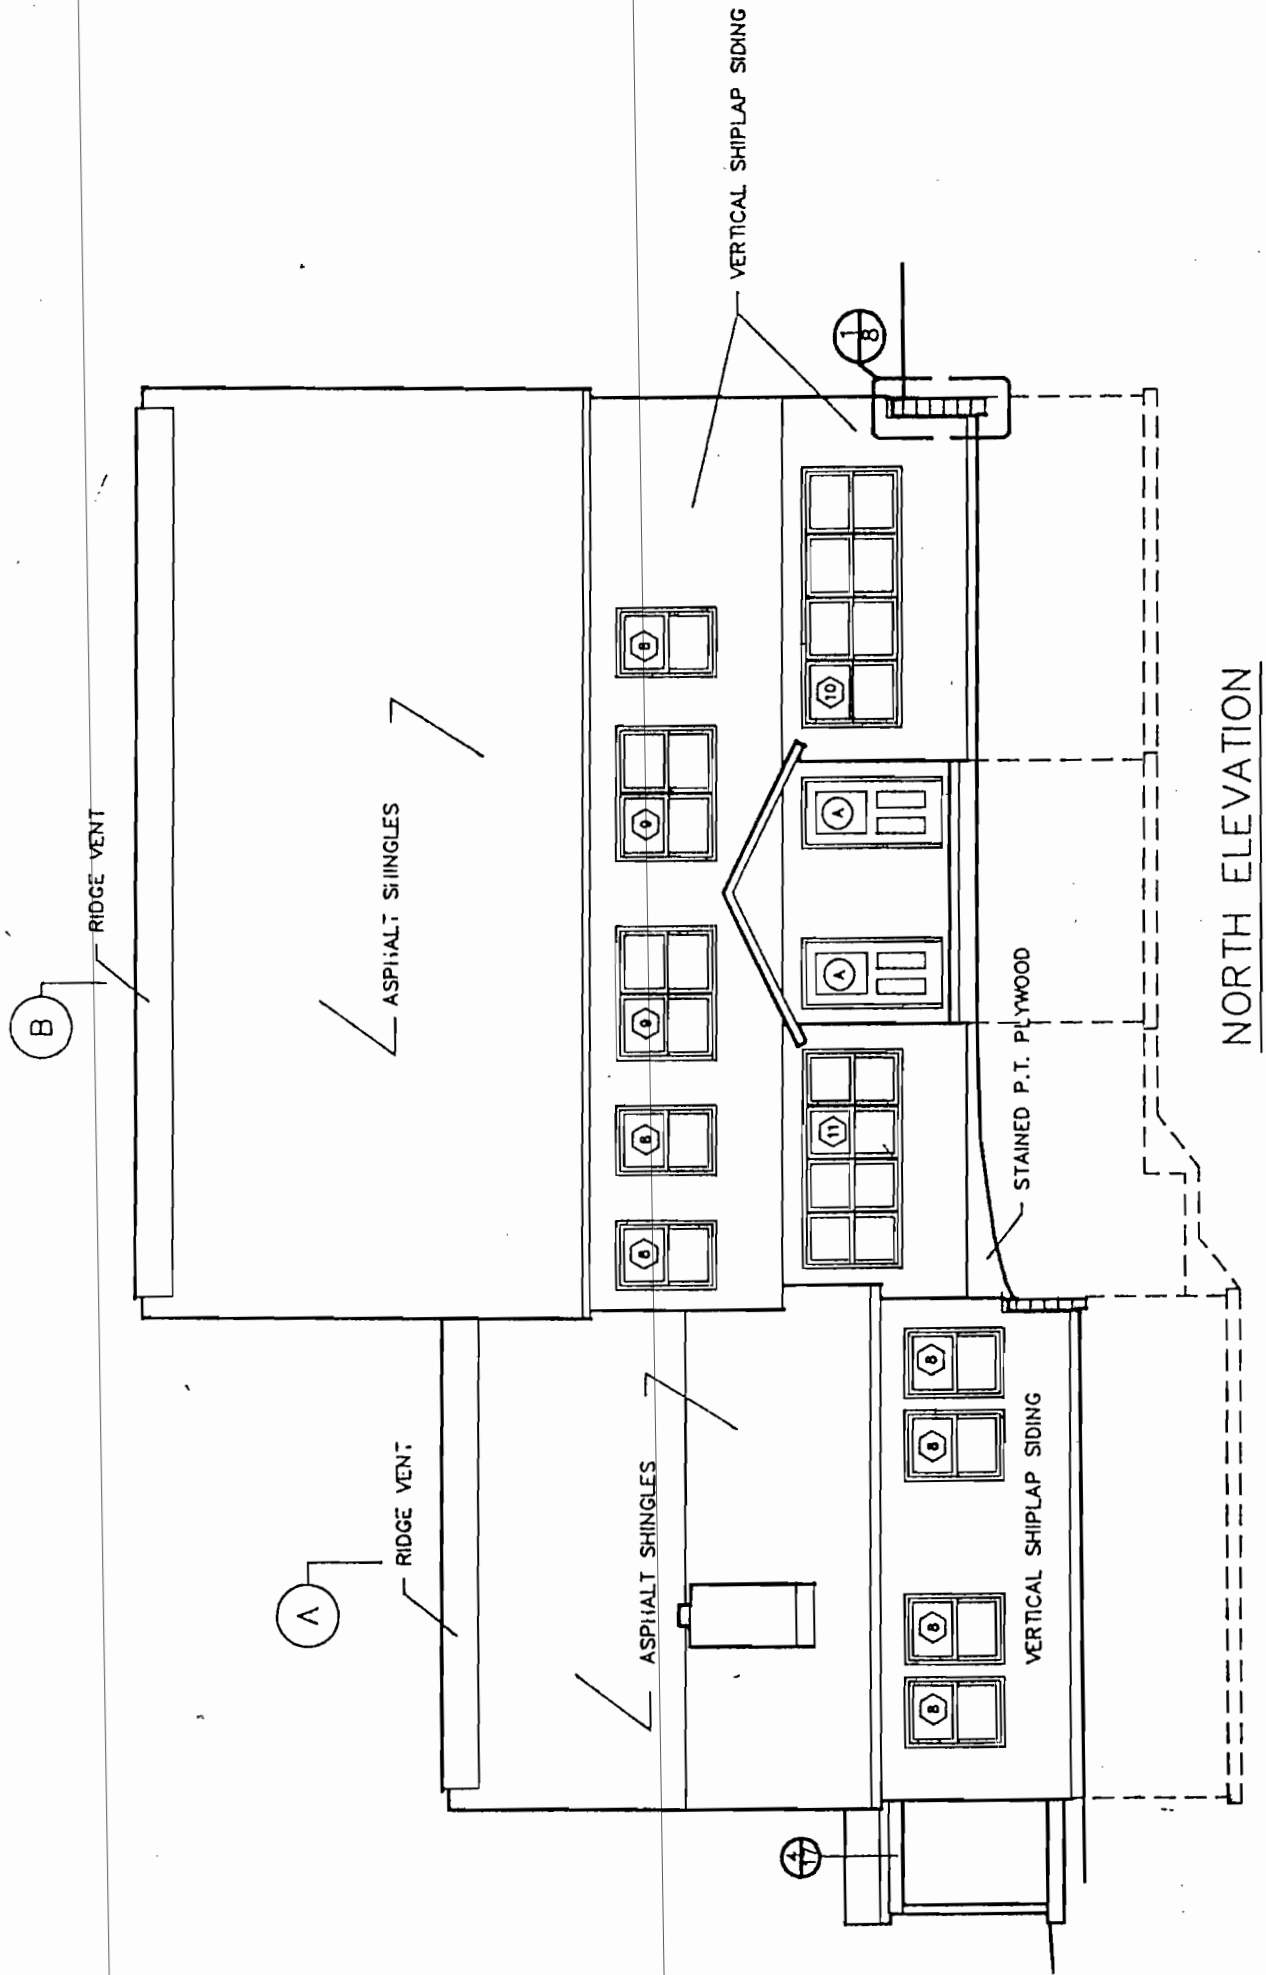 B
RIDGE VENT
ASPHALT SHINGLES
A
RIDGE VENT
ASPHALT SHINGLES
VERTICAL SHIPLAP SIDING
8
8
9
9
8
11
A
A
10
1
8
8
8
8
8
4
17
VERTICAL SHIPLAP SIDING
STAINED P.T. PLYWOOD
NORTH ELEVATION